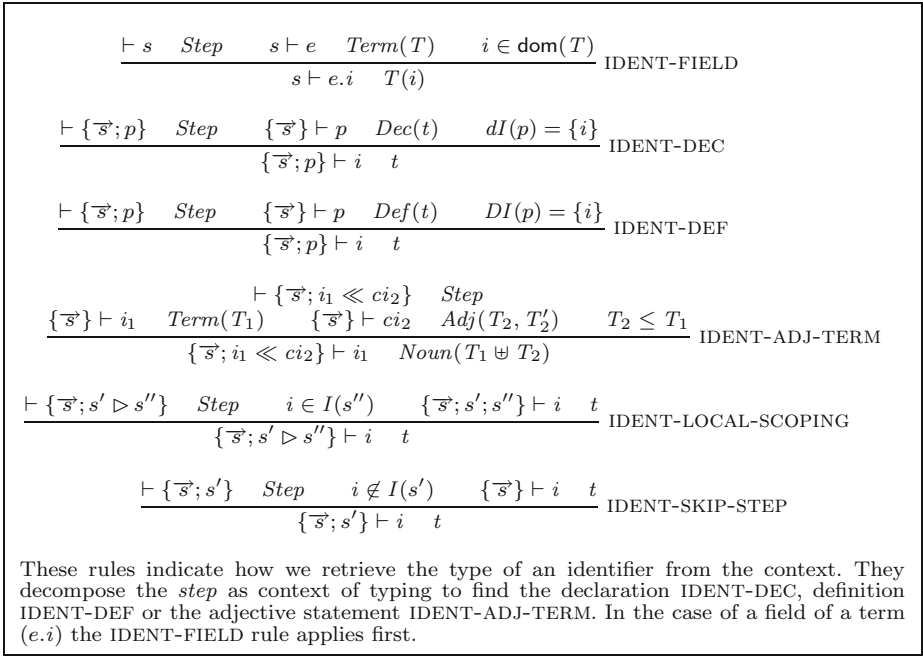 ⊢ s Step s ⊢ e Term(T) i ∈ dom(T)
s ⊢ e.i T(i)
IDENT-FIELD
⊢ {s⃗; p} Step {s⃗} ⊢ p Dec(t) dI(p) = {i}
{s⃗; p} ⊢ i t
IDENT-DEC
⊢ {s⃗; p} Step {s⃗} ⊢ p Def(t) DI(p) = {i}
{s⃗; p} ⊢ i t
IDENT-DEF
⊢ {s⃗; i₁ ≪ ci₂} Step
{s⃗} ⊢ i₁ Term(T₁) {s⃗} ⊢ ci₂ Adj(T₂, T₂′) T₂ ≤ T₁
{s⃗; i₁ ≪ ci₂} ⊢ i₁ Noun(T₁ ⊎ T₂)
IDENT-ADJ-TERM
⊢ {s⃗; s′ ▷ s″} Step i ∈ I(s″) {s⃗; s′; s″} ⊢ i t
{s⃗; s′ ▷ s″} ⊢ i t
IDENT-LOCAL-SCOPING
⊢ {s⃗; s′} Step i ∉ I(s′) {s⃗} ⊢ i t
{s⃗; s′} ⊢ i t
IDENT-SKIP-STEP
These rules indicate how we retrieve the type of an identifier from the context. They
decompose the step as context of typing to find the declaration IDENT-DEC, definition
IDENT-DEF or the adjective statement IDENT-ADJ-TERM. In the case of a field of a term
(e.i) the IDENT-FIELD rule applies first.